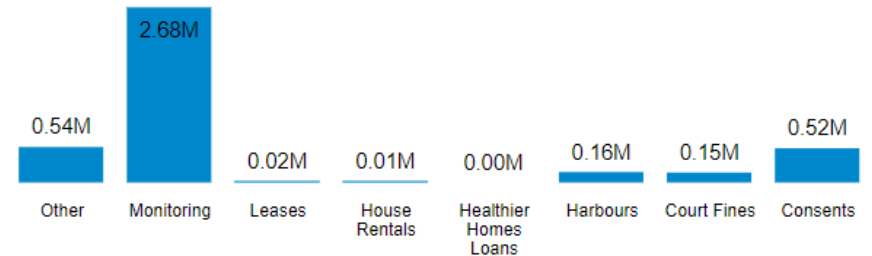 2.68M
0.54M
0.02M
0.01M
0.00M
0.16M
0.15M
0.52M
Other
Monitoring
Leases
House
Rentals
Healthier
Homes
Loans
Harbours
Court Fines
Consents